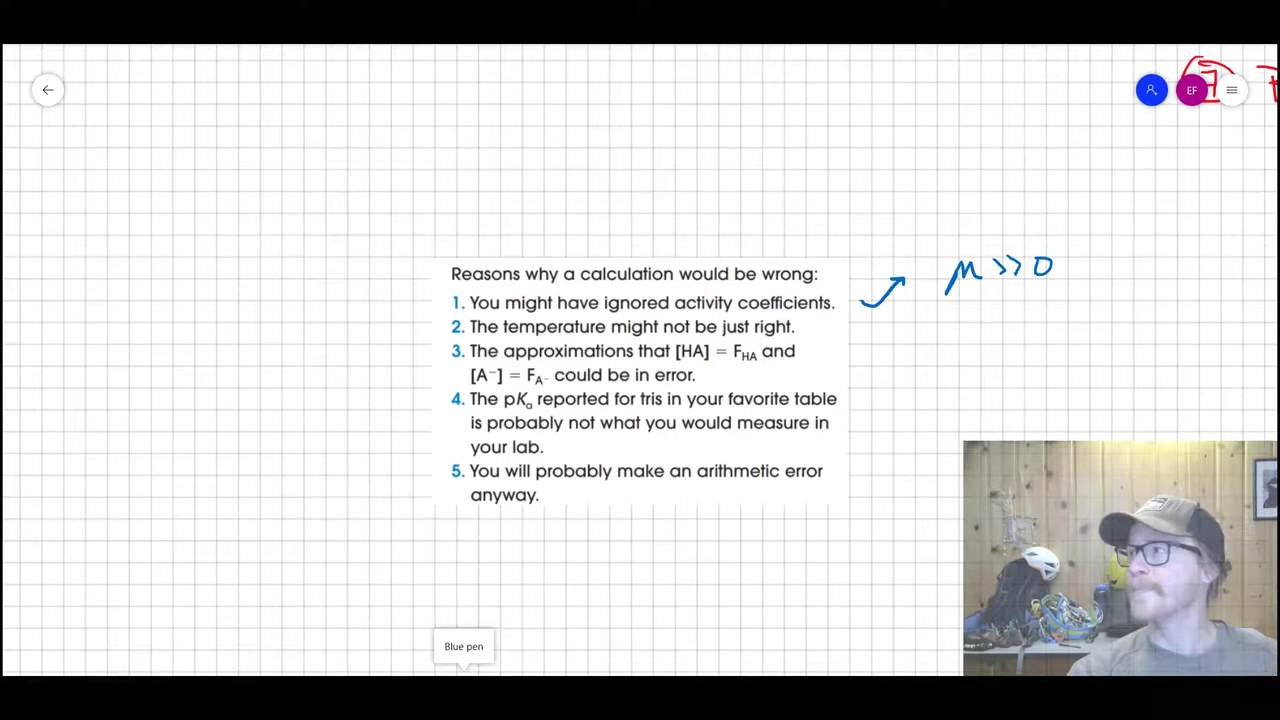 EF
Reasons why a calculation would be wrong:
1. You might have ignored activity coefficients.
μ >> 0
2. The temperature might not be just right.
3. The approximations that [HA] = F_HA and
[A⁻] = F_A⁻ could be in error.
4. The pKₐ reported for tris in your favorite table
is probably not what you would measure in
your lab.
5. You will probably make an arithmetic error
anyway.
Blue pen